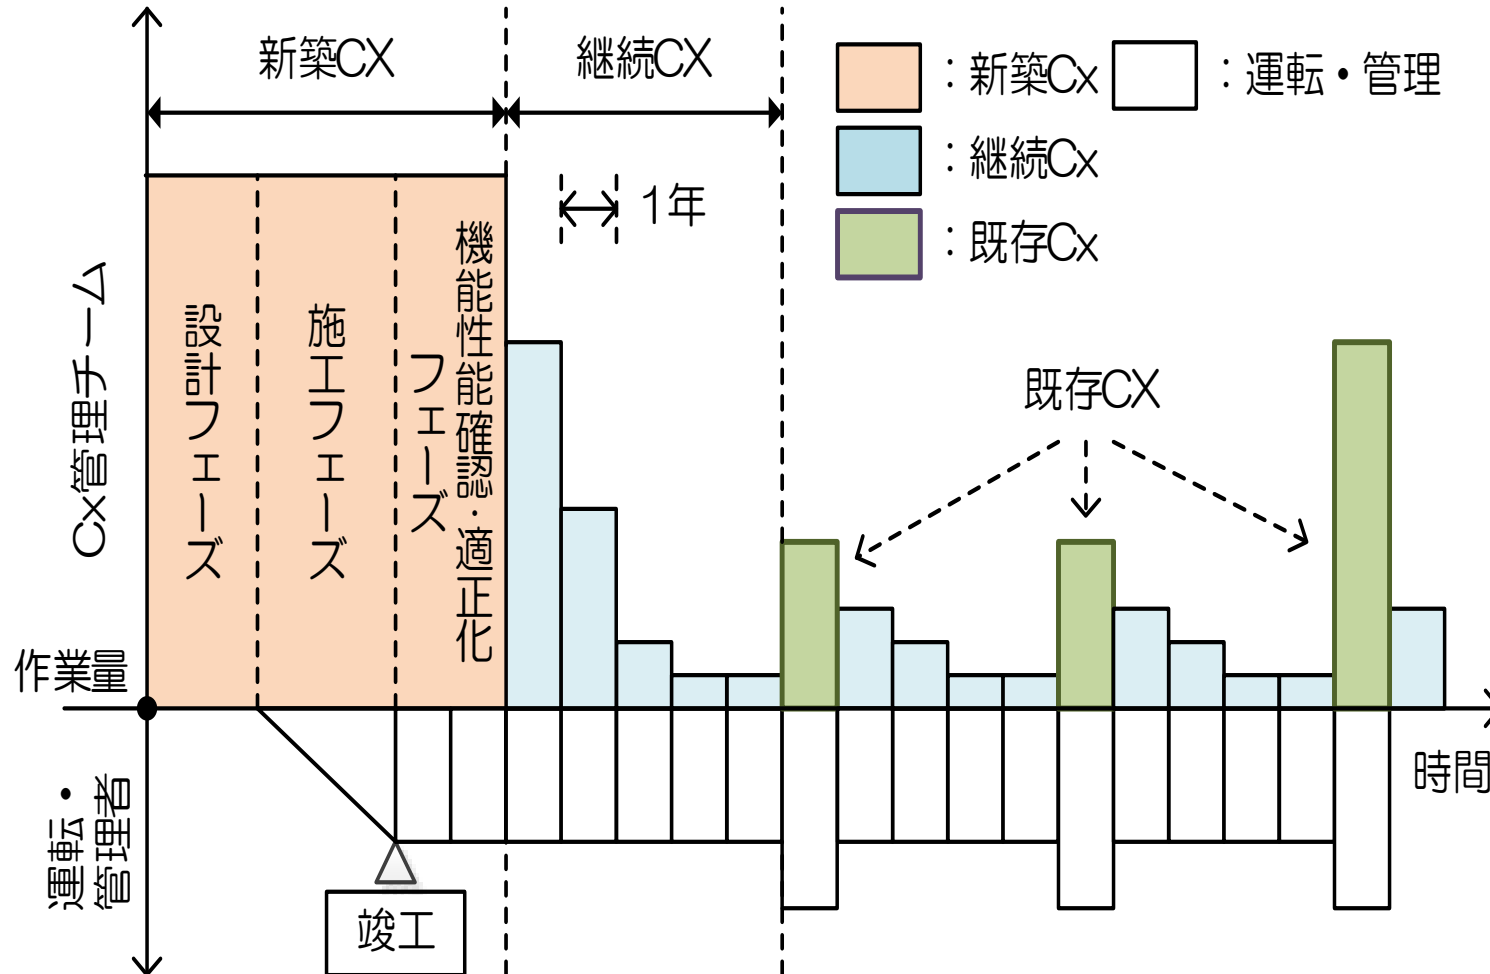 新築CX
継続CX
：新築Cx
：運転・管理
：継続Cx
：既存Cx
1年
Cx管理チーム
設計フェーズ
施工フェーズ
機能性能確認・適正化
フェーズ
既存CX
作業量
時間
運転・
管理者
竣工